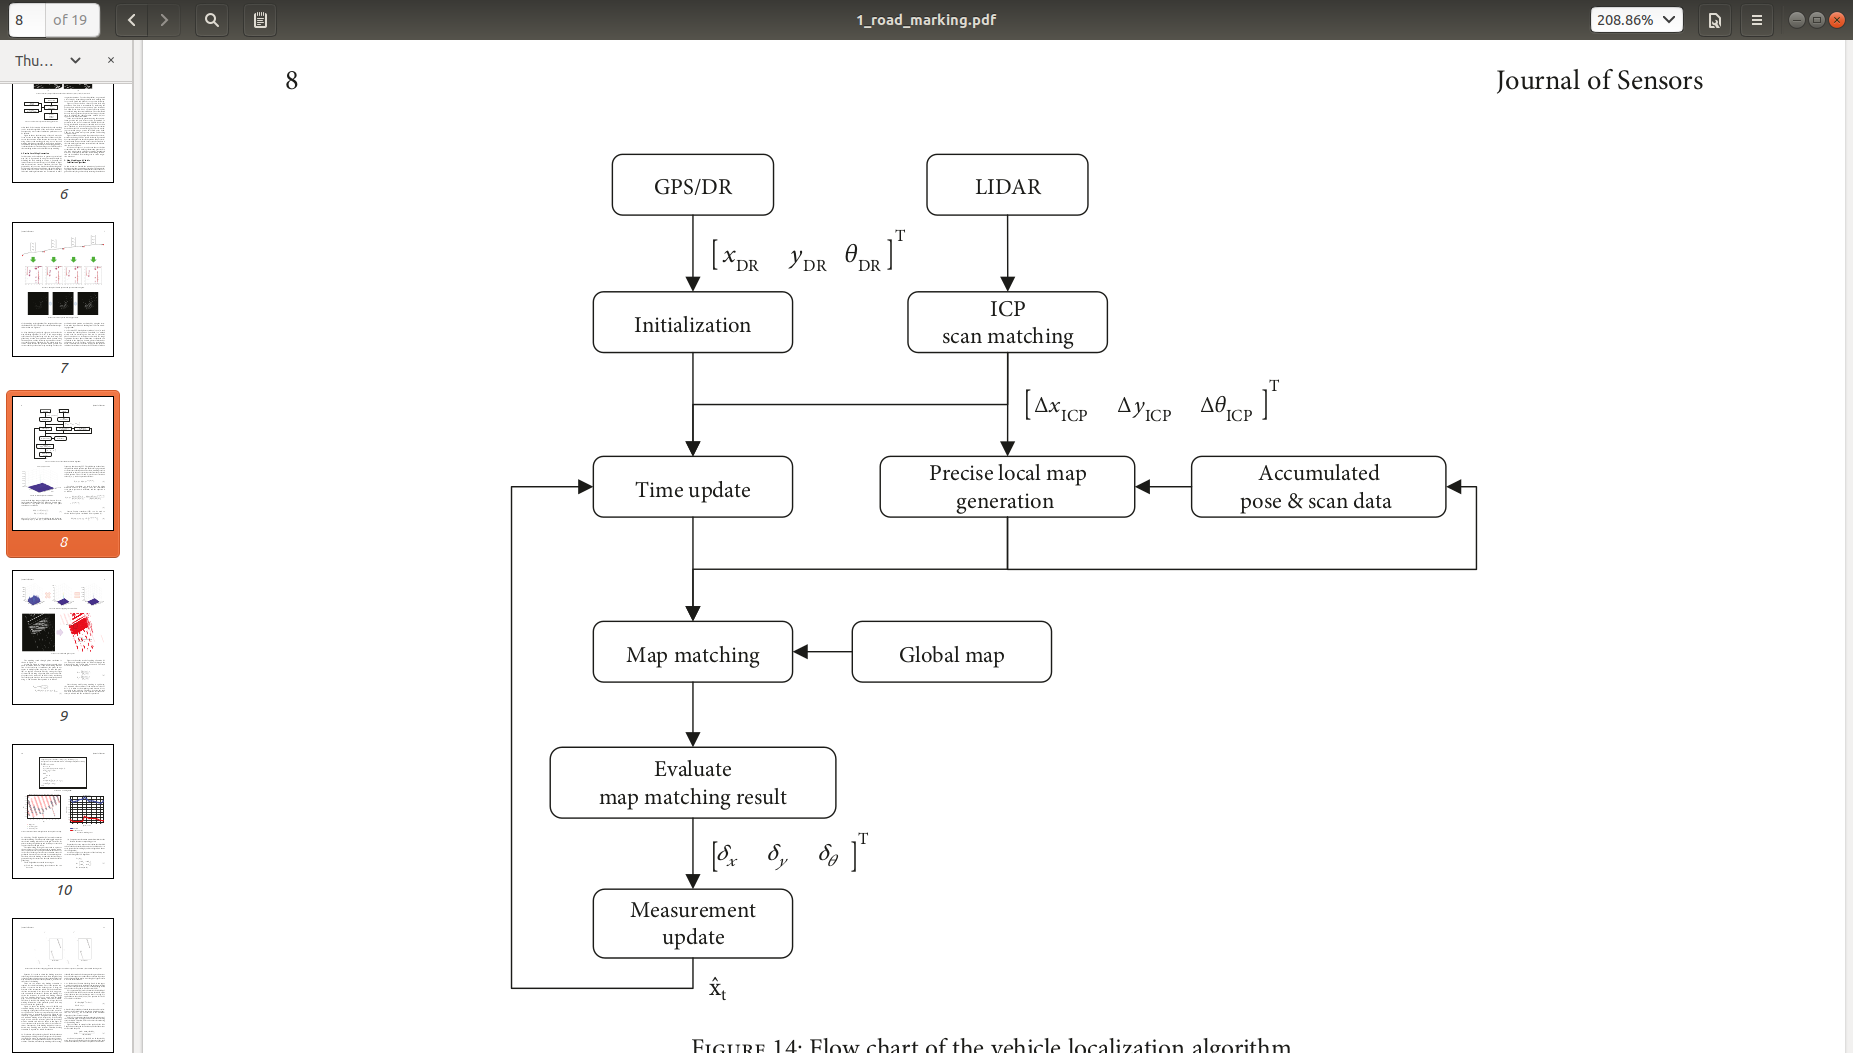 8 of 19
1_road_marking.pdf
208.86%
Thu...
6
7
8
9
10
8
Journal of Sensors
GPS/DR
LIDAR
[x_DR y_DR θ_DR]^T
Initialization
ICP
scan matching
[Δx_ICP Δy_ICP Δθ_ICP]^T
Time update
Precise local map
generation
Accumulated
pose & scan data
Map matching
Global map
Evaluate
map matching result
[δ_x δ_y δ_θ]^T
Measurement
update
x̂_t
FIGURE 14: Flow chart of the vehicle localization algorithm